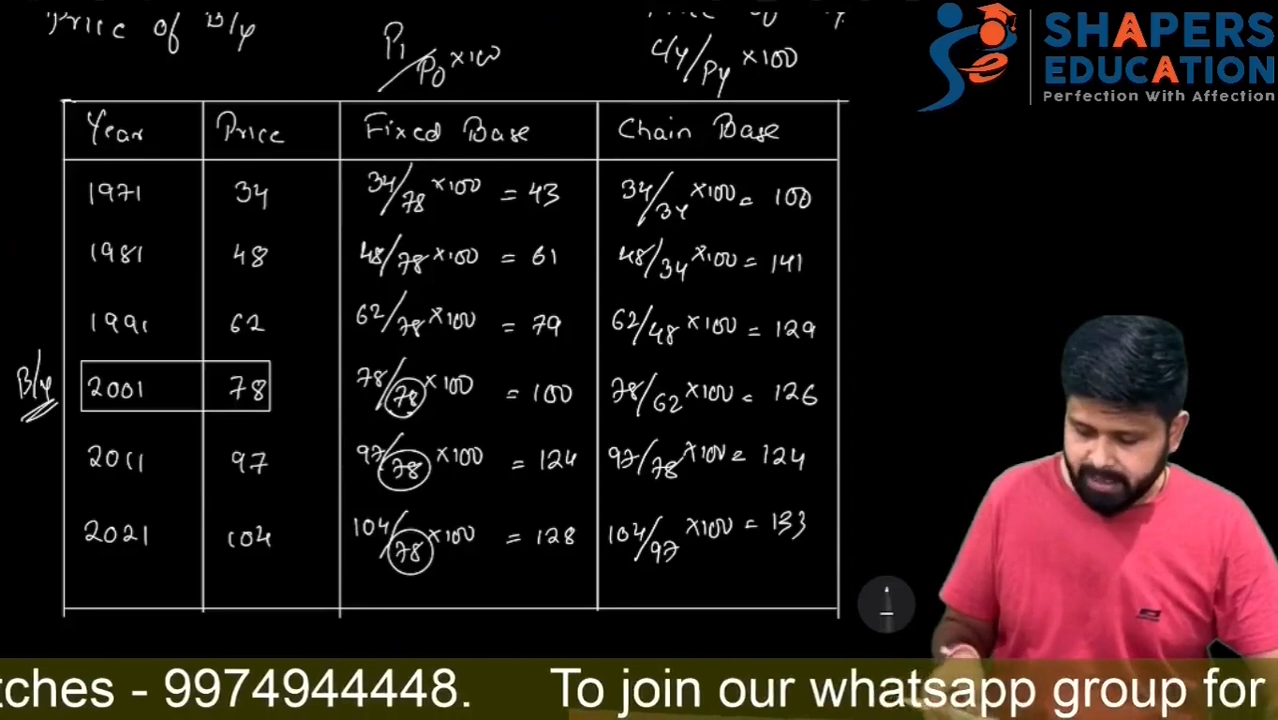 Price of B/y
P1/P0 ×100
CY/PY ×100
SHAPERS
EDUCATION
Perfection With Affection
Year Price Fixed Base Chain Base
1971 34 34/78 ×100 = 43 34/34 ×100 = 100
1981 48 48/78 ×100 = 61 48/34 ×100 = 141
1991 62 62/78 ×100 = 79 62/48 ×100 = 129
B/y 2001 78 78/78 ×100 = 100 78/62 ×100 = 126
2011 97 97/78 ×100 = 124 97/78 ×100 = 124
2021 104 104/78 ×100 = 128 104/97 ×100 = 133
tches - 9974944448. To join our whatsapp group for